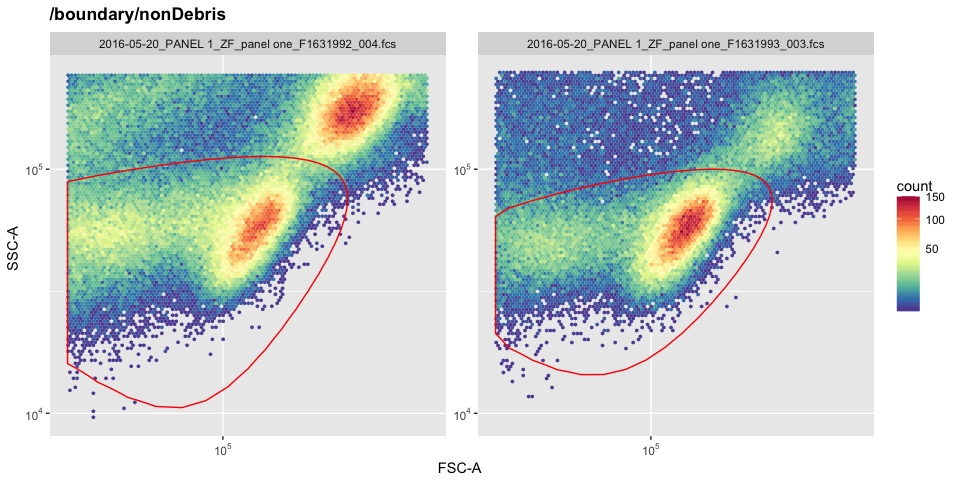 /boundary/nonDebris
2016-05-20_PANEL 1_ZF_panel one_F1631992_004.fcs
2016-05-20_PANEL 1_ZF_panel one_F1631993_003.fcs
SSC-A
10⁵
10⁴
10⁵
10⁴
10⁵
10⁵
FSC-A
count
150
100
50